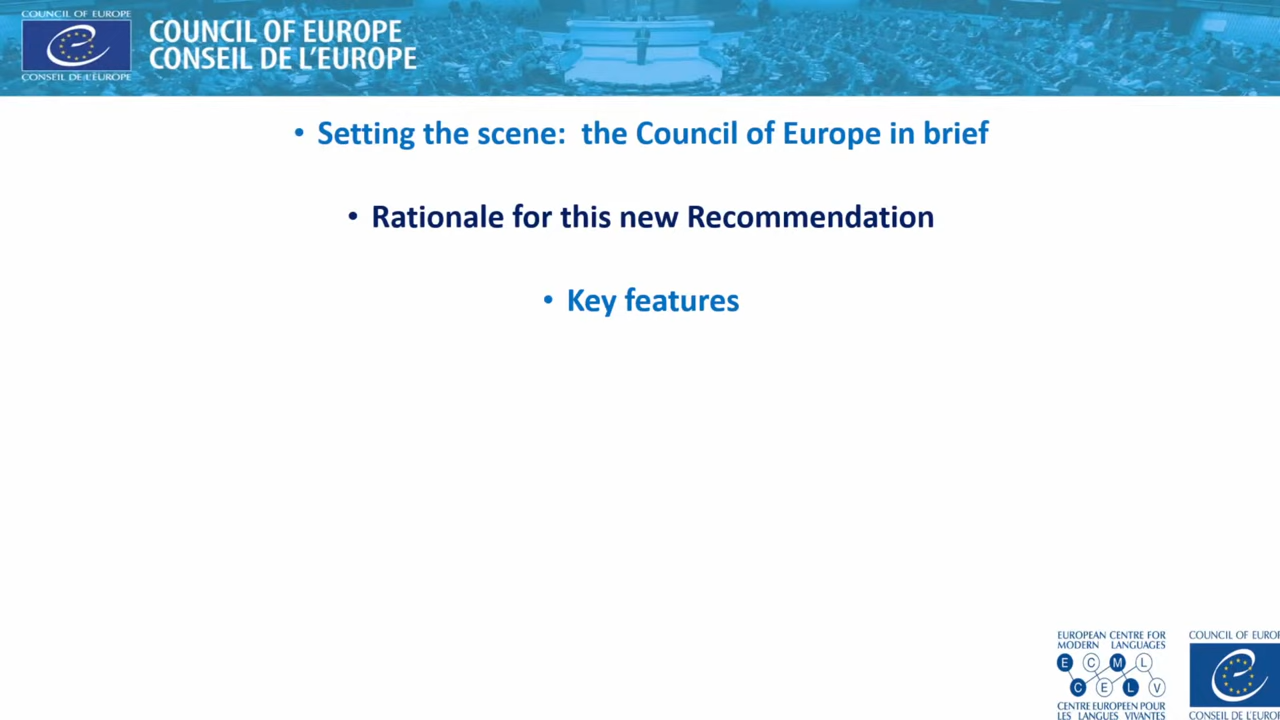 COUNCIL OF EUROPE
CONSEIL DE L'EUROPE
COUNCIL OF EUROPE
CONSEIL DE L'EUROPE
• Setting the scene: the Council of Europe in brief
• Rationale for this new Recommendation
• Key features
EUROPEAN CENTRE FOR
MODERN LANGUAGES
E C M L
C E L V
CENTRE EUROPEEN POUR
LES LANGUES VIVANTES
COUNCIL OF EURO
CONSEIL DE L'EURO